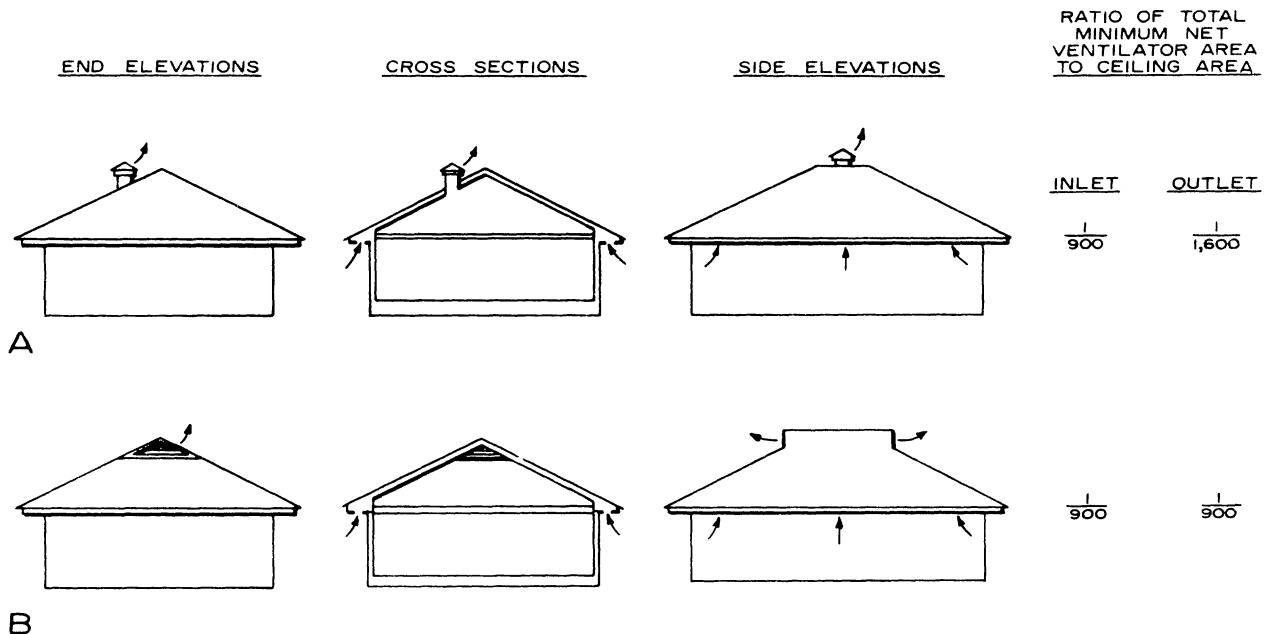 RATIO OF TOTAL
MINIMUM NET
VENTILATOR AREA
TO CEILING AREA
END ELEVATIONS
CROSS SECTIONS
SIDE ELEVATIONS
INLET
OUTLET
1
900
1
1,600
A
1
900
1
900
B